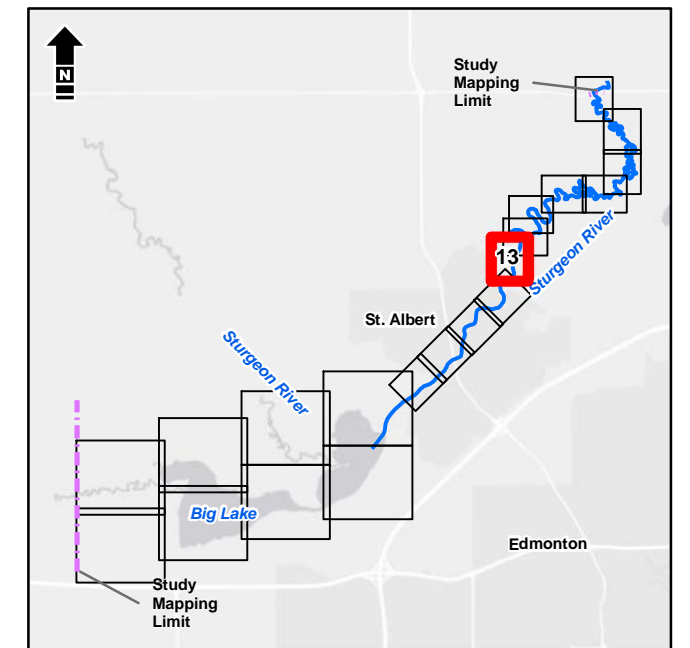 N
Study
Mapping
Limit
13
Sturgeon River
St. Albert
Sturgeon River
Big Lake
Edmonton
Study
Mapping
Limit